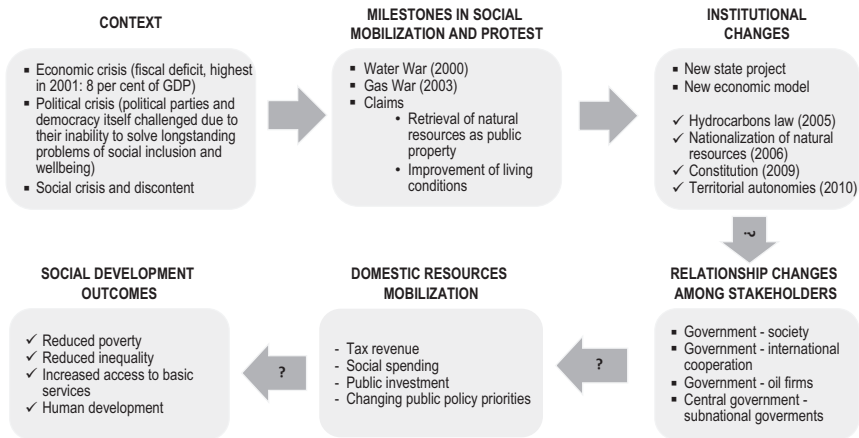 CONTEXT
▪ Economic crisis (fiscal deficit, highest
in 2001: 8 per cent of GDP)
▪ Political crisis (political parties and
democracy itself challenged due to
their inability to solve longstanding
problems of social inclusion and
wellbeing)
▪ Social crisis and discontent
MILESTONES IN SOCIAL
MOBILIZATION AND PROTEST
▪ Water War (2000)
▪ Gas War (2003)
▪ Claims
• Retrieval of natural
resources as public
property
• Improvement of living
conditions
INSTITUTIONAL
CHANGES
▪ New state project
▪ New economic model
✓ Hydrocarbons law (2005)
✓ Nationalization of natural
resources (2006)
✓ Constitution (2009)
✓ Territorial autonomies (2010)
?
RELATIONSHIP CHANGES
AMONG STAKEHOLDERS
▪ Government - society
▪ Government - international
cooperation
▪ Government - oil firms
▪ Central government -
subnational goverments
?
DOMESTIC RESOURCES
MOBILIZATION
- Tax revenue
- Social spending
- Public investment
- Changing public policy priorities
?
SOCIAL DEVELOPMENT
OUTCOMES
✓ Reduced poverty
✓ Reduced inequality
✓ Increased access to basic
services
✓ Human development